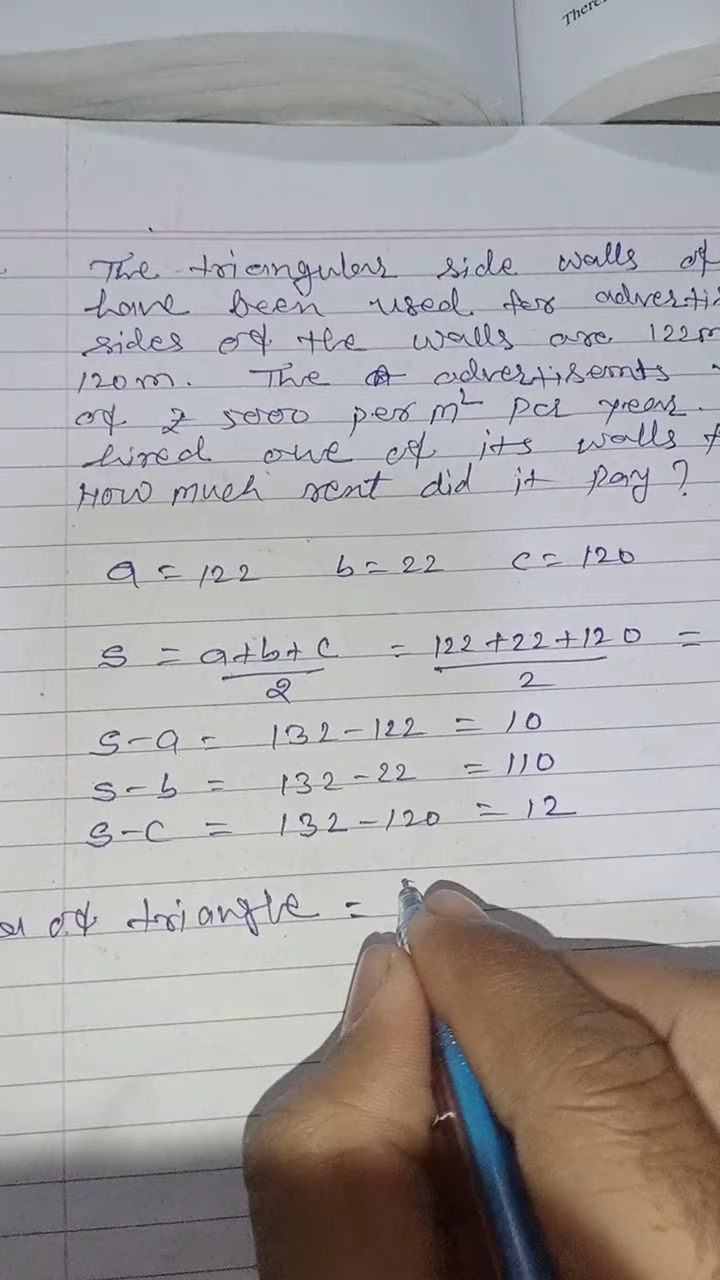 There
The triangular side walls of
have been used for adverti
sides of the walls are 122m
120m. The advertisemts
of ₹ 5000 per m² per year.
hired one of its walls f
How much rent did it pay?
a = 122 b = 22 c = 120
s = a+b+c/2 = 122+22+120/2 =
s-a = 132-122 = 10
s-b = 132-22 = 110
s-c = 132-120 = 12
a of triangle =